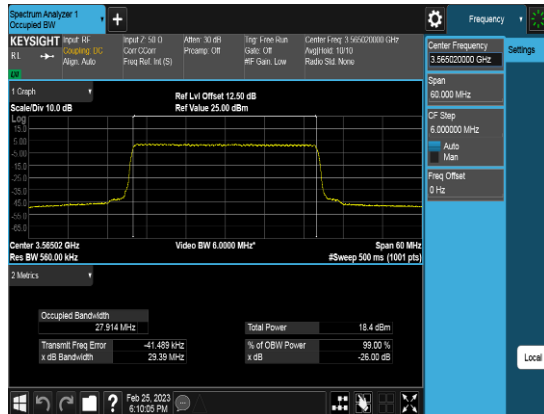 Spectrum Analyzer 1
Occupied BW
+
Frequency
KEYSIGHT
Input: RF
Coupling: DC
Align: Auto
Input Z: 50 Ω
Corr CCorr
Freq Ref: Int (S)
Atten: 30 dB
Preamp: Off
Trig: Free Run
Gate: Off
#IF Gain: Low
Center Freq: 3.565020000 GHz
Avg|Hold: 10/10
Radio Std: None
Center Frequency
3.565020000 GHz
Settings
Span
60.000 MHz
CF Step
6.000000 MHz
Auto
Man
Freq Offset
0 Hz
Local
1 Graph
Scale/Div 10.0 dB
Ref Lvl Offset 12.50 dB
Ref Value 25.00 dBm
Log
15.0
5.00
-5.00
-15.0
-25.0
-35.0
-45.0
-55.0
-65.0
Center 3.56502 GHz
Res BW 560.00 kHz
Video BW 6.0000 MHz*
Span 60 MHz
#Sweep 500 ms (1001 pts)
2 Metrics
Occupied Bandwidth
27.914 MHz
Total Power
18.4 dBm
Transmit Freq Error
-41.489 kHz
% of OBW Power
99.00 %
x dB Bandwidth
29.39 MHz
x dB
-26.00 dB
?
Feb 25, 2023
6:10:05 PM